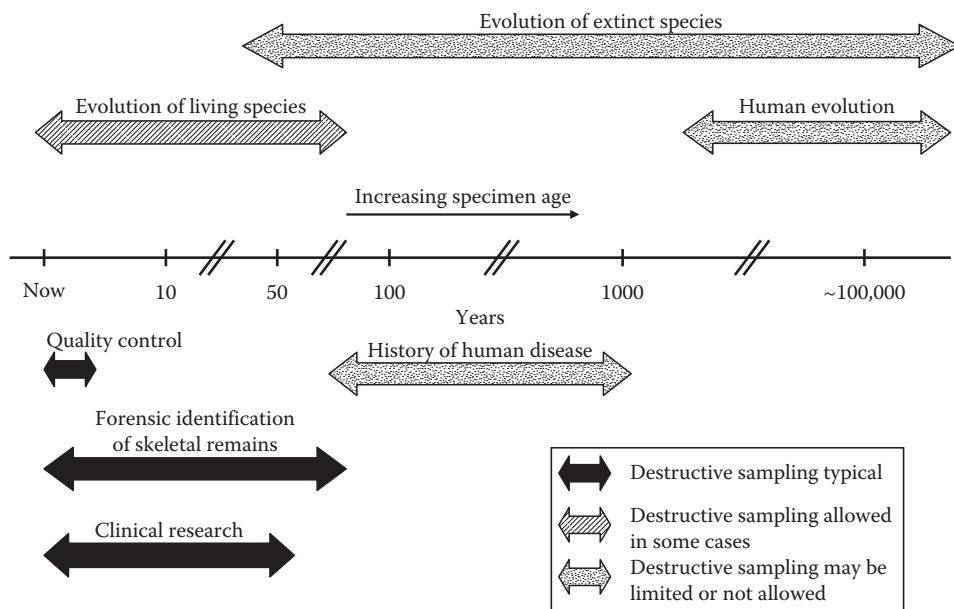 Evolution of extinct species
Evolution of living species
Human evolution
Increasing specimen age
Now
10
50
100
1000
~100,000
Years
Quality control
History of human disease
Forensic identification
of skeletal remains
Clinical research
Destructive sampling typical
Destructive sampling allowed
in some cases
Destructive sampling may be
limited or not allowed